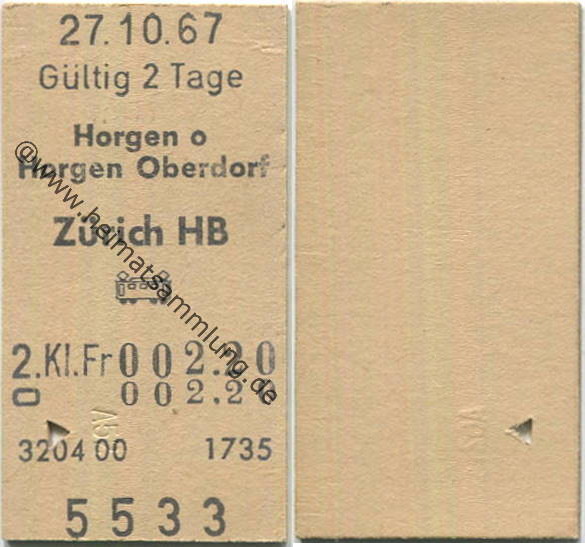 27.10.67
Gültig 2 Tage
Horgen o
Horgen Oberdorf
Zürich HB
2.Kl.Fr 002.20
002.20
3204 00 1735
5533
@www.heimatsammlung.de